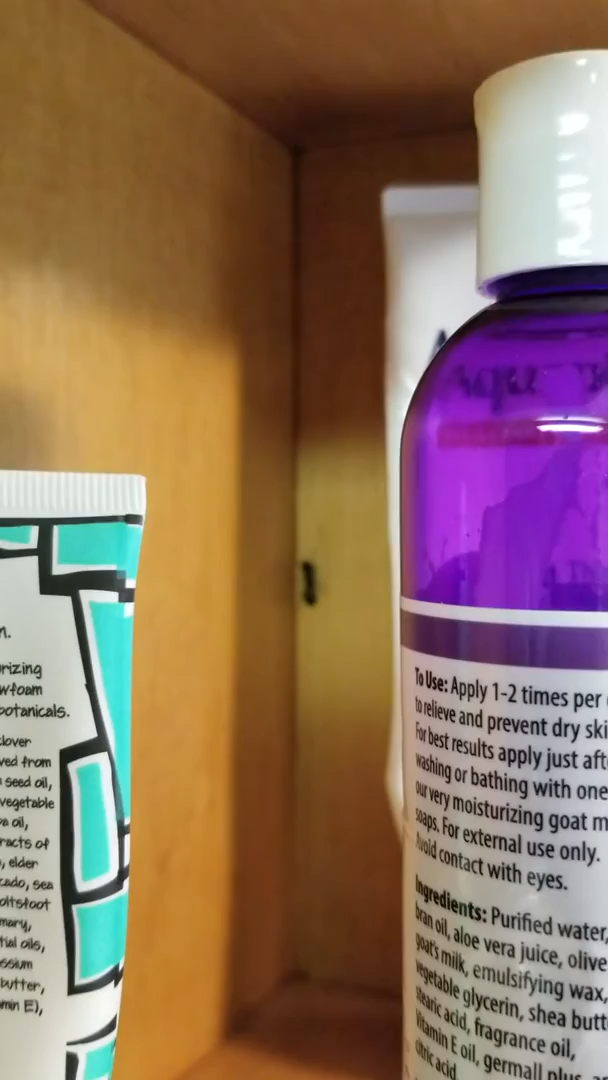 n.
rizing
wfoam
botanicals.
clover
ved from
seed oil,
vegetable
oil,
racts of
, elder
cado, sea
oltsfoot
mary,
tial oils,
ssium
butter,
min E),
To Use: Apply 1-2 times per
to relieve and prevent dry ski
For best results apply just aft
washing or bathing with one
our very moisturizing goat m
soaps. For external use only.
Avoid contact with eyes.
Ingredients: Purified water,
bran oil, aloe vera juice, olive
goat's milk, emulsifying wax,
vegetable glycerin, shea butt
stearic acid, fragrance oil,
Vitamin E oil, germall plus, a
citric acid.